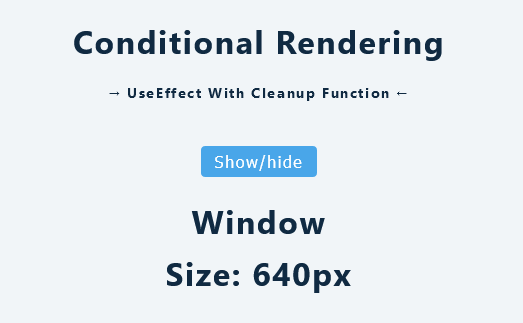 Conditional Rendering
→ UseEffect With Cleanup Function ←
Show/hide
Window
Size: 640px